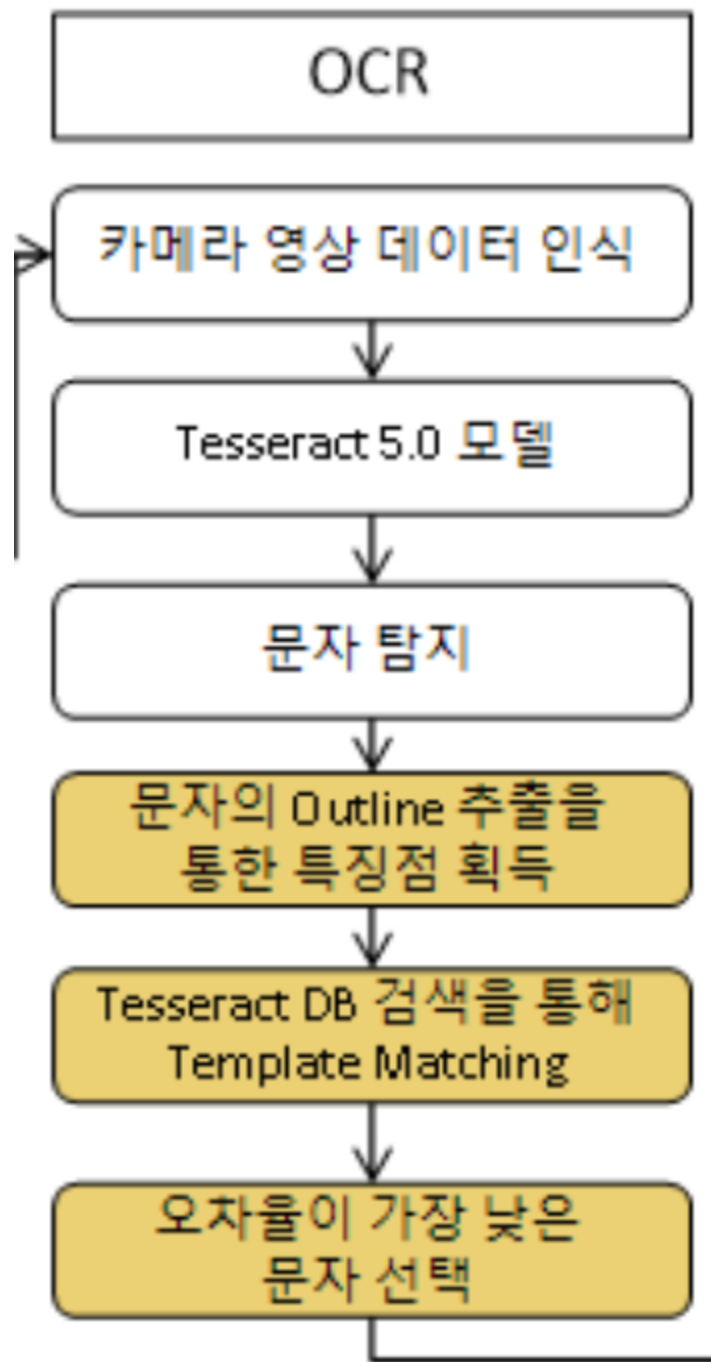 OCR
카메라 영상 데이터 인식
Tesseract 5.0 모델
문자 탐지
문자의 Outline 추출을
통한 특징점 획득
Tesseract DB 검색을 통해
Template Matching
오차율이 가장 낮은
문자 선택